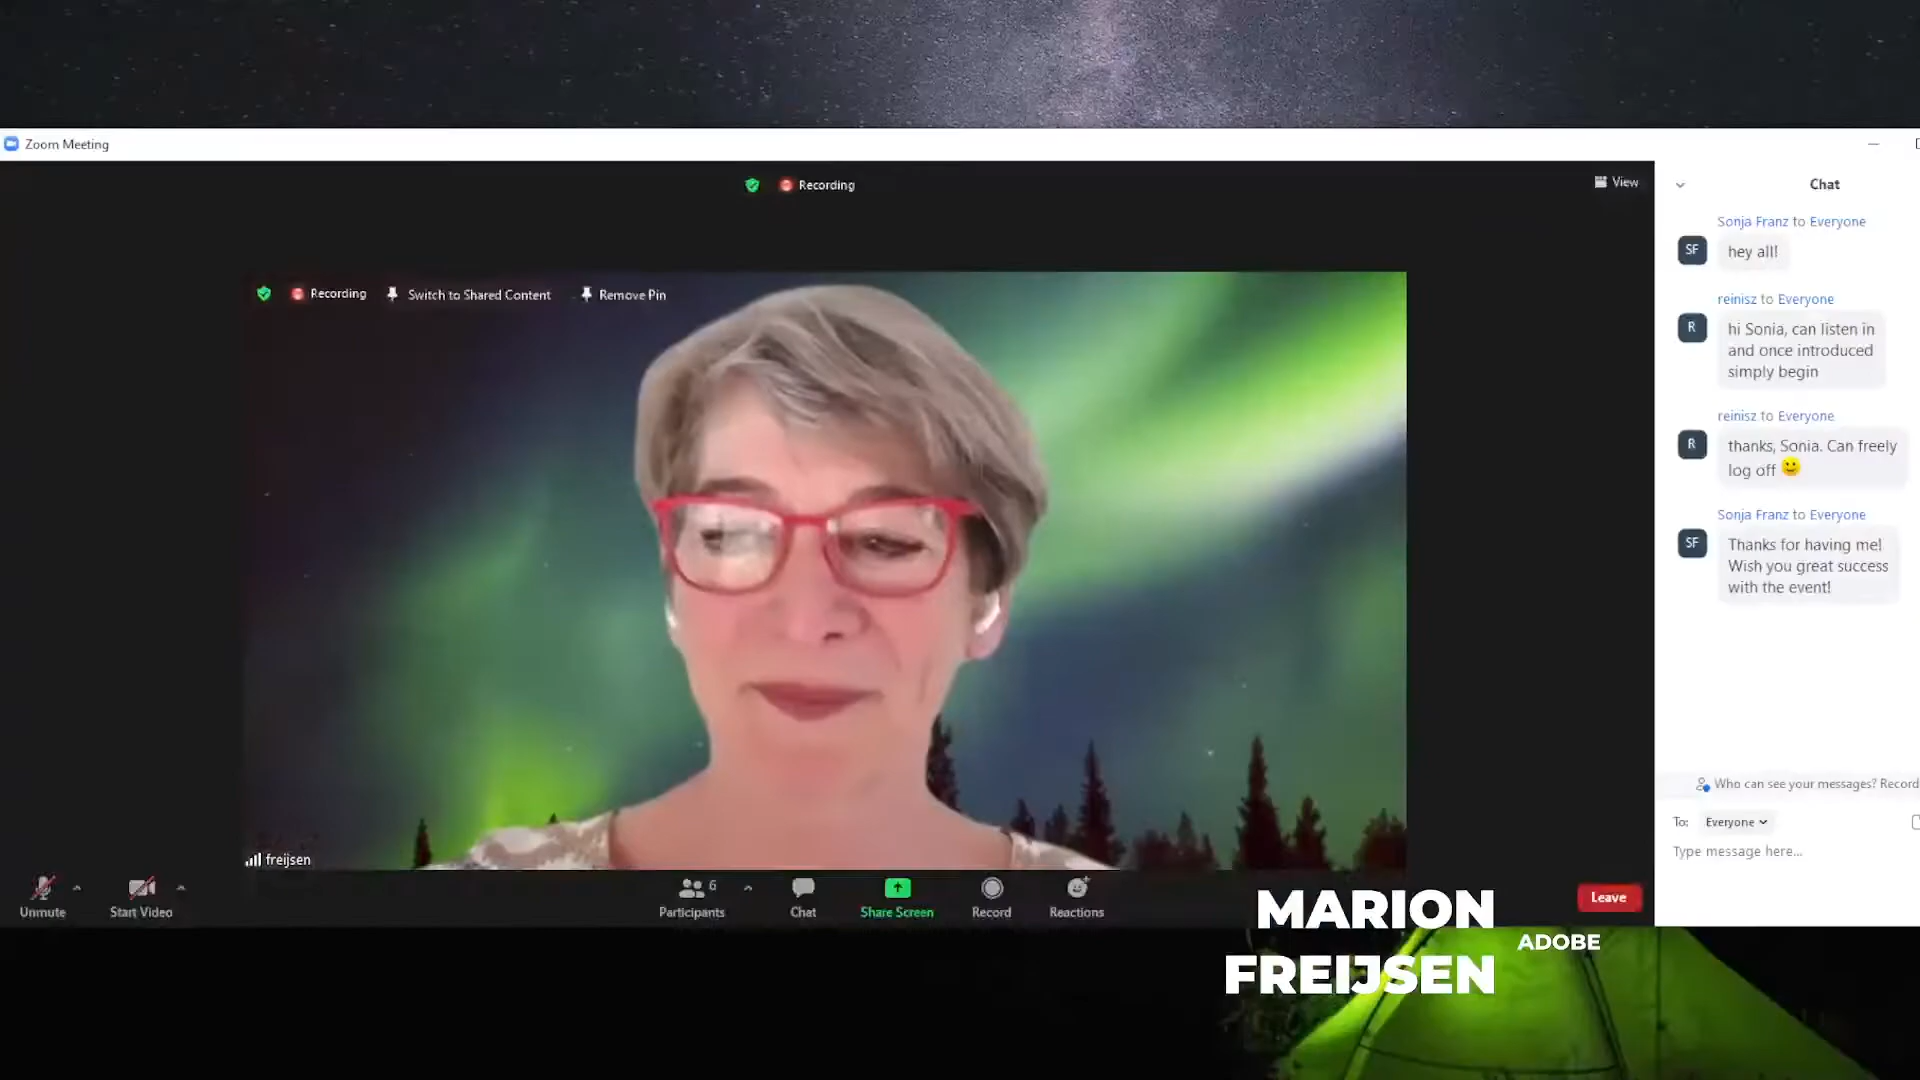 Zoom Meeting
Recording
View
Recording
Switch to Shared Content
Remove Pin
freijsen
Unmute
Start Video
6
Participants
Chat
Share Screen
Record
Reactions
Leave
Chat
Sonja Franz to Everyone
SF
hey all!
reinisz to Everyone
R
hi Sonia, can listen in
and once introduced
simply begin
reinisz to Everyone
R
thanks, Sonia. Can freely
log off 🙂
Sonja Franz to Everyone
SF
Thanks for having me!
Wish you great success
with the event!
Who can see your messages? Record
To: Everyone
Type message here...
MARION
FREIJSEN
ADOBE